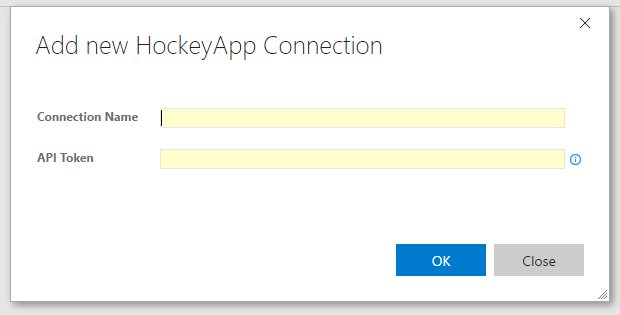 Add new HockeyApp Connection
Connection Name
API Token
OK
Close